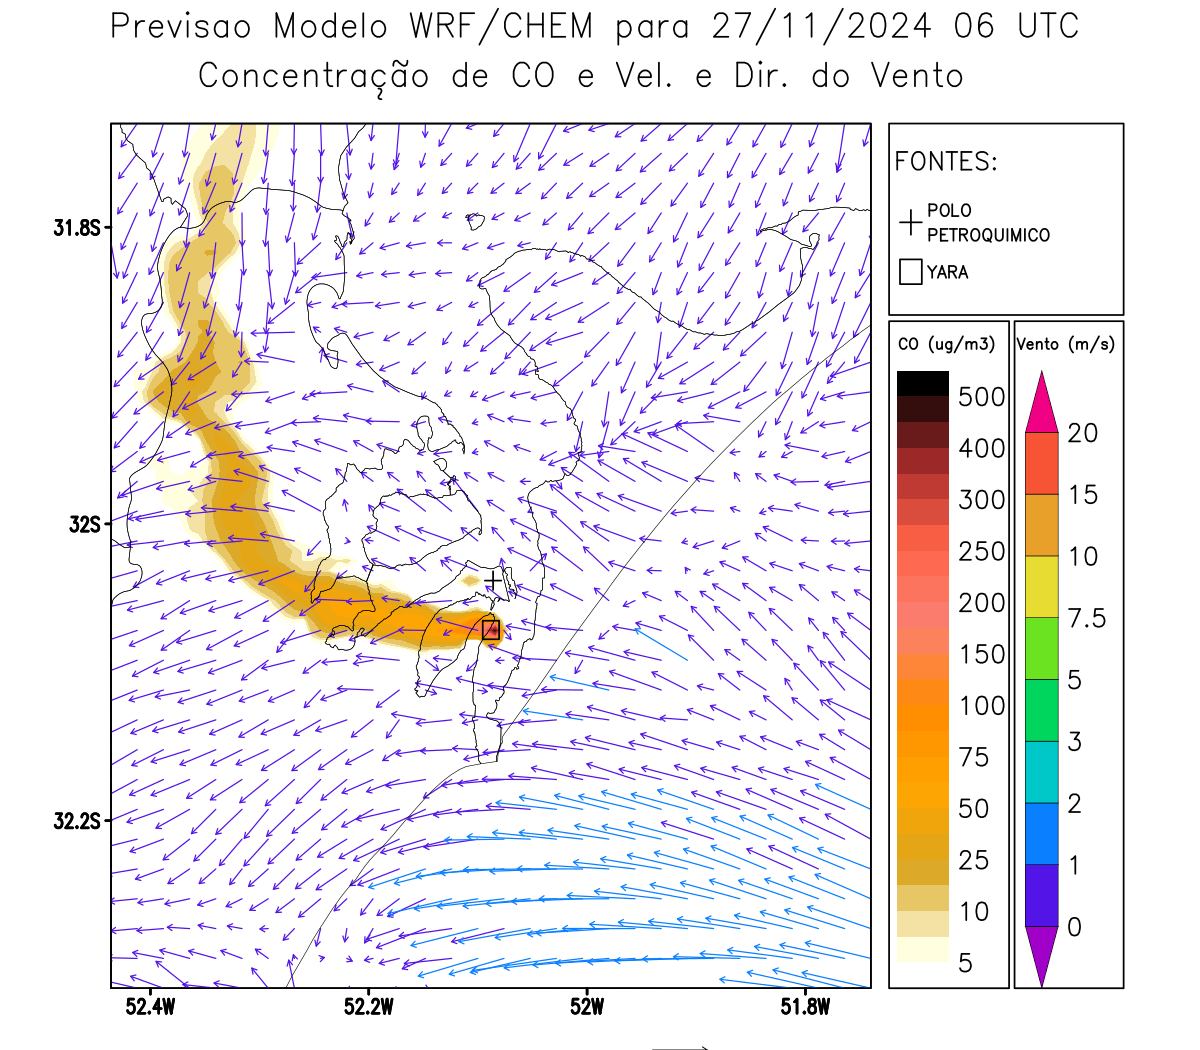 Previsao Modelo WRF/CHEM para 27/11/2024 06 UTC
Concentração de CO e Vel. e Dir. do Vento
FONTES:
POLO
PETROQUIMICO
YARA
CO (ug/m3)
500
400
300
250
200
150
100
75
50
25
10
5
Vento (m/s)
20
15
10
7.5
5
3
2
1
0
31.8S
32S
32.2S
52.4W
52.2W
52W
51.8W